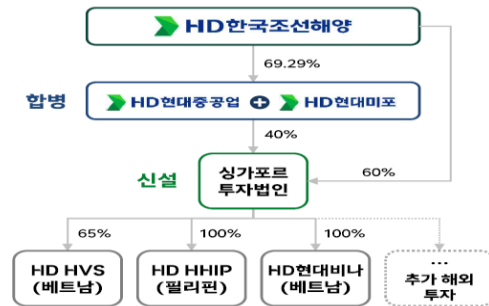 HD한국조선해양
69.29%
합병
HD현대중공업 + HD현대미포
40%
60%
신설
싱가포르
투자법인
65%
100%
100%
HD HVS
(베트남)
HD HHIP
(필리핀)
HD현대비나
(베트남)
...
추가 해외
투자